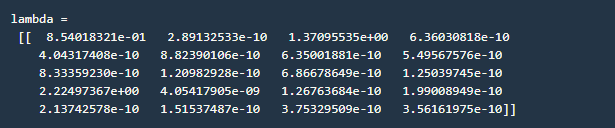 lambda =
[[ 8.54018321e-01 2.89132533e-10 1.37095535e+00 6.36030818e-10
4.04317408e-10 8.82390106e-10 6.35001881e-10 5.49567576e-10
8.33359230e-10 1.20982928e-10 6.86678649e-10 1.25039745e-10
2.22497367e+00 4.05417905e-09 1.26763684e-10 1.99008949e-10
2.13742578e-10 1.51537487e-10 3.75329509e-10 3.56161975e-10]]